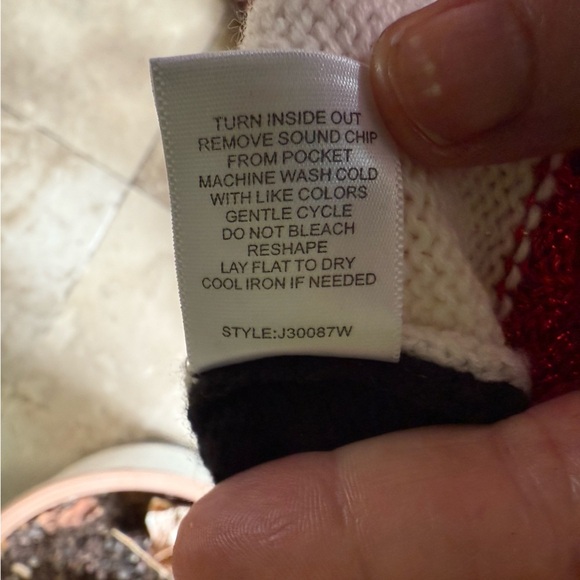 TURN INSIDE OUT
REMOVE SOUND CHIP
FROM POCKET
MACHINE WASH COLD
WITH LIKE COLORS
GENTLE CYCLE
DO NOT BLEACH
RESHAPE
LAY FLAT TO DRY
COOL IRON IF NEEDED
STYLE:J30087W